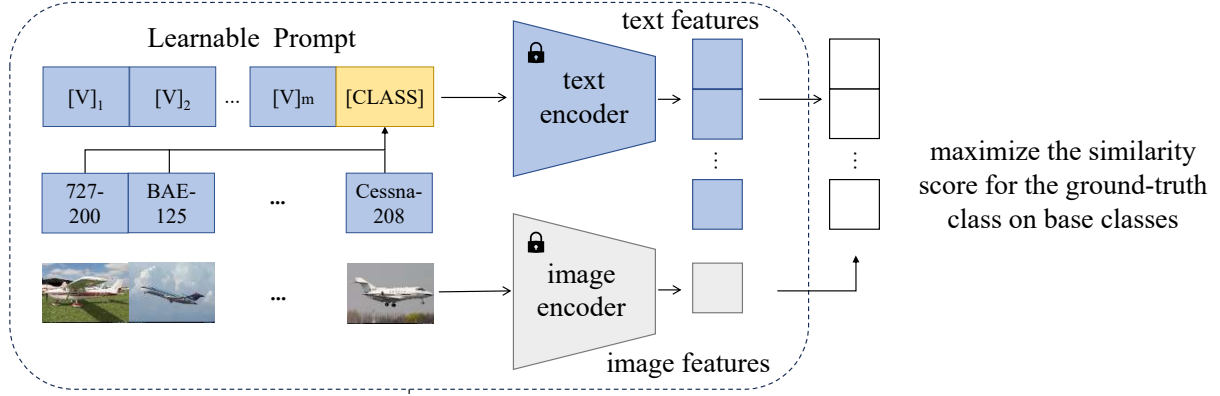 text features
Learnable Prompt
[V]₁ [V]₂ ... [V]m [CLASS]
text
encoder
727-
200
BAE-
125
...
Cessna-
208
maximize the similarity
score for the ground-truth
class on base classes
image
encoder
...
image features